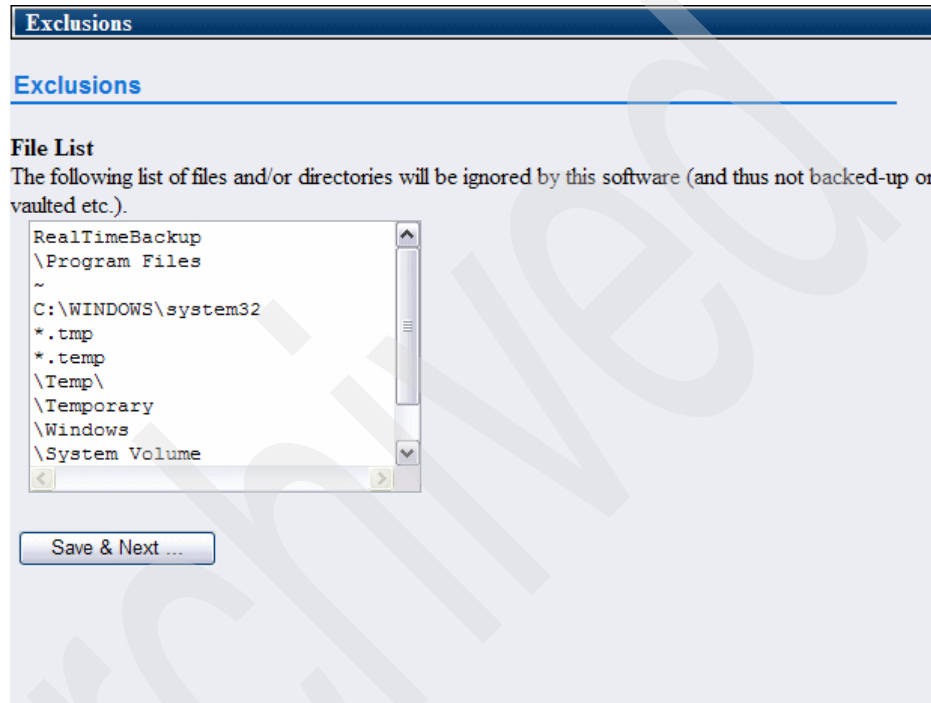 Exclusions
Exclusions
File List
The following list of files and/or directories will be ignored by this software (and thus not backed-up or
vaulted etc.).
RealTimeBackup
\Program Files
~
C:\WINDOWS\system32
*.tmp
*.temp
\Temp\
\Temporary
\Windows
\System Volume
Save & Next ...